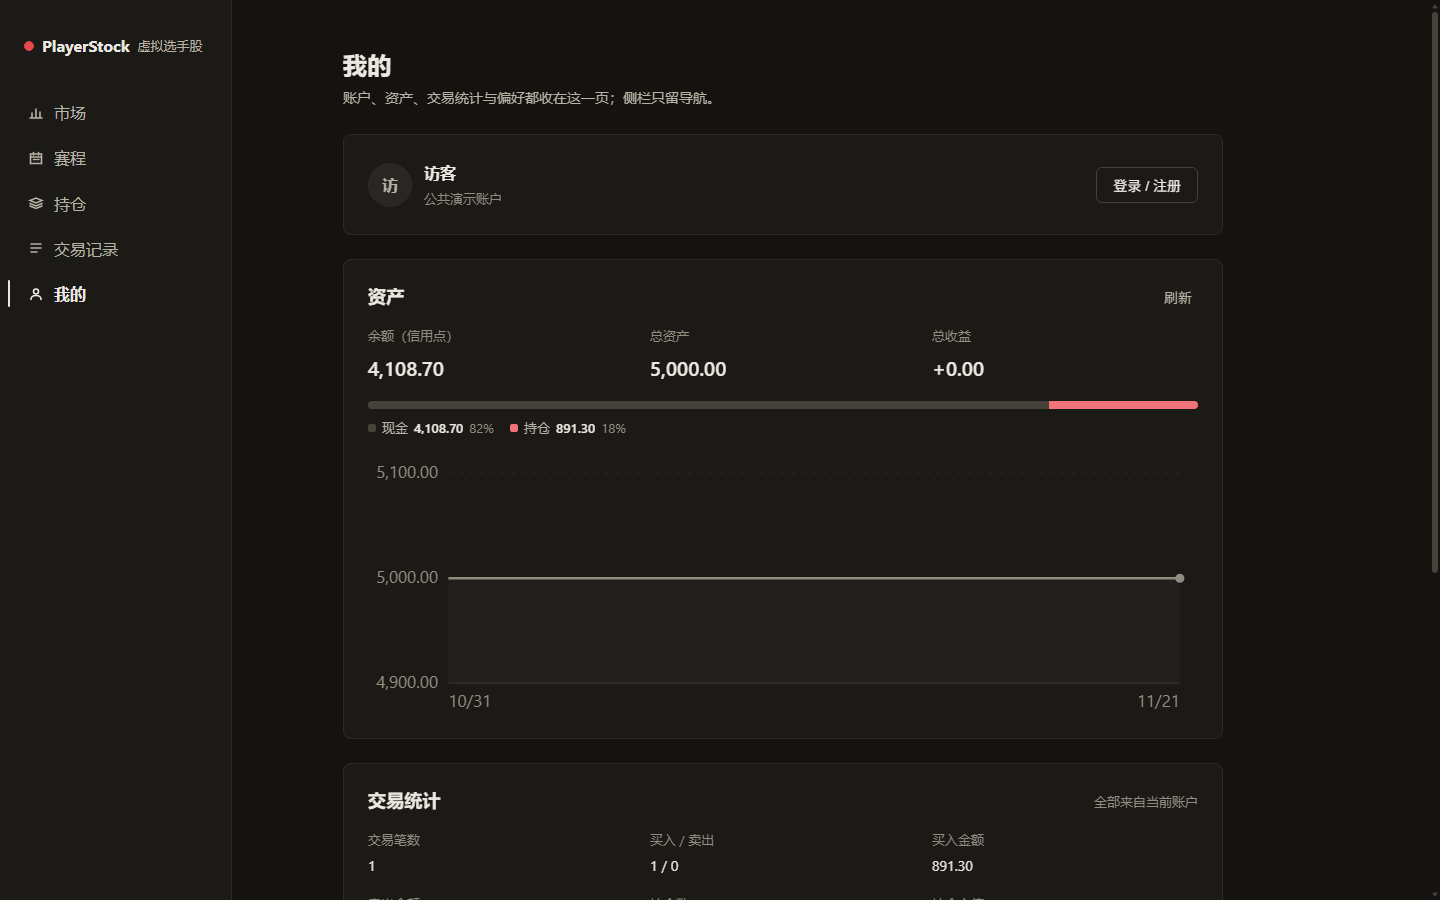 PlayerStock 虚拟选手股
市场
赛程
持仓
交易记录
我的
我的
账户、资产、交易统计与偏好都收在这一页；侧栏只留导航。
访
访客
公共演示账户
登录 / 注册
资产
刷新
余额（信用点） 总资产 总收益
4,108.70 5,000.00 +0.00
现金 4,108.70 82% 持仓 891.30 18%
5,100.00
5,000.00
4,900.00
10/31 11/21
交易统计
全部来自当前账户
交易笔数 买入 / 卖出 买入金额
1 1 / 0 891.30